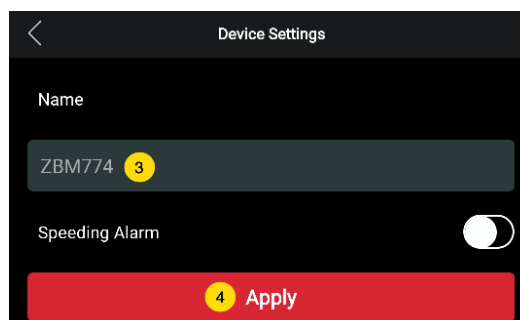 Device Settings
Name
ZBM774 3
Speeding Alarm
4 Apply